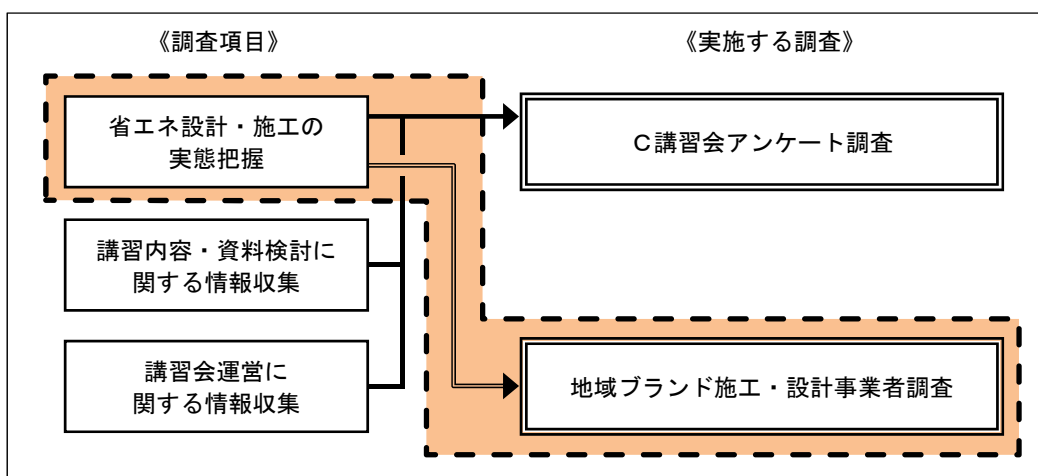 《調査項目》
《実施する調査》
省エネ設計・施工の
実態把握
C講習会アンケート調査
講習内容・資料検討に
関する情報収集
講習会運営に
関する情報収集
地域ブランド施工・設計事業者調査